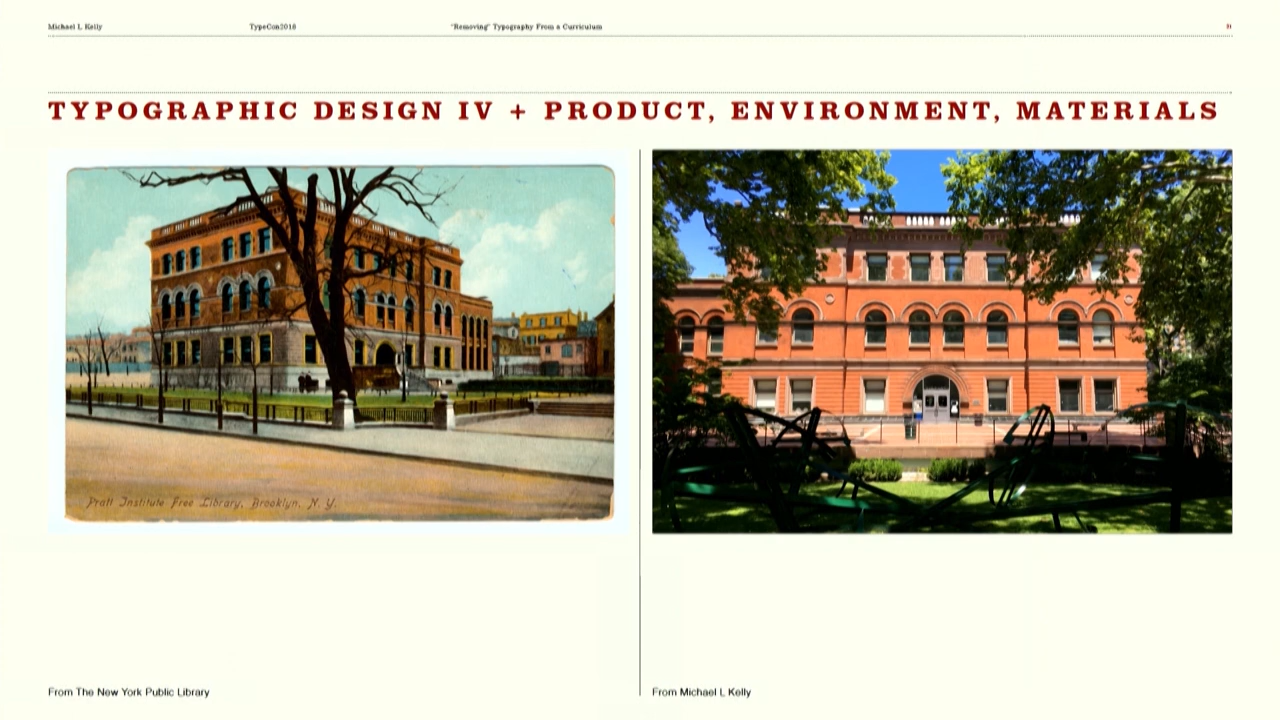 Michael L Kelly
TypeCon2018
"Removing" Typography From a Curriculum
TYPOGRAPHIC DESIGN IV + PRODUCT, ENVIRONMENT, MATERIALS
Pratt Institute Free Library, Brooklyn, N. Y.
From The New York Public Library
From Michael L Kelly